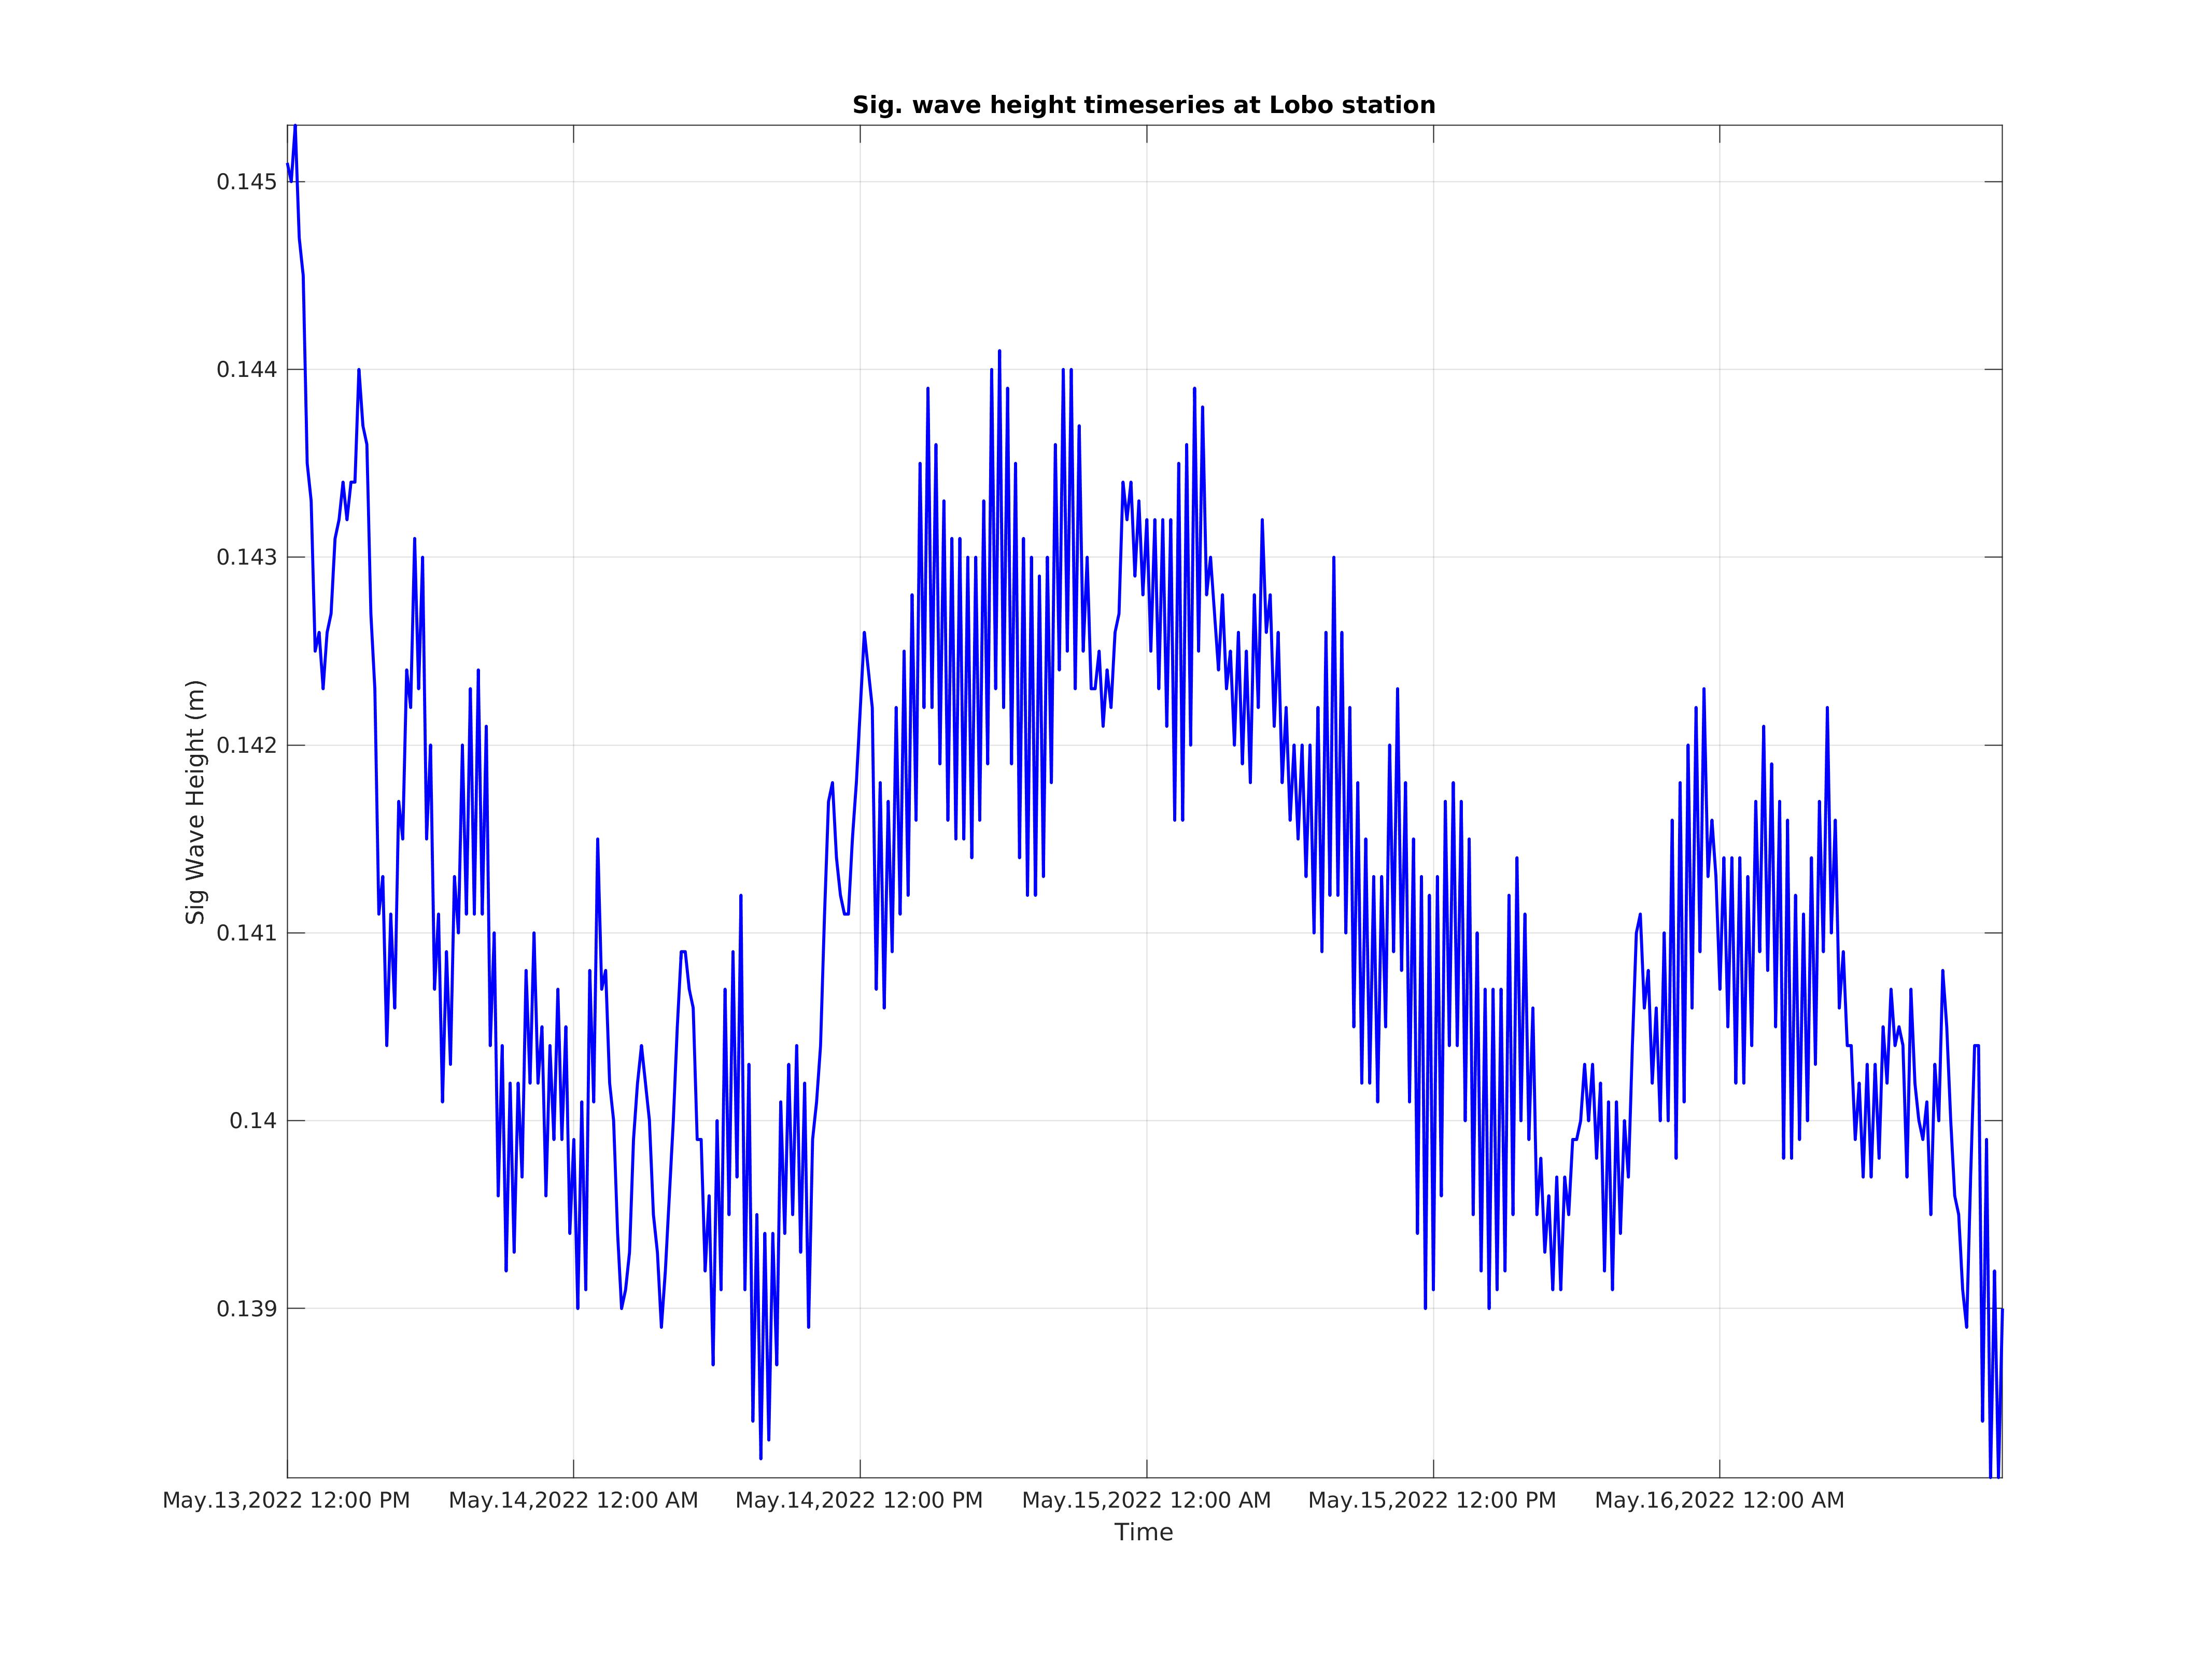 Sig. wave height timeseries at Lobo station
0.145
0.144
0.143
0.142
0.141
0.14
0.139
Sig Wave Height (m)
May.13,2022 12:00 PM
May.14,2022 12:00 AM
May.14,2022 12:00 PM
May.15,2022 12:00 AM
May.15,2022 12:00 PM
May.16,2022 12:00 AM
Time